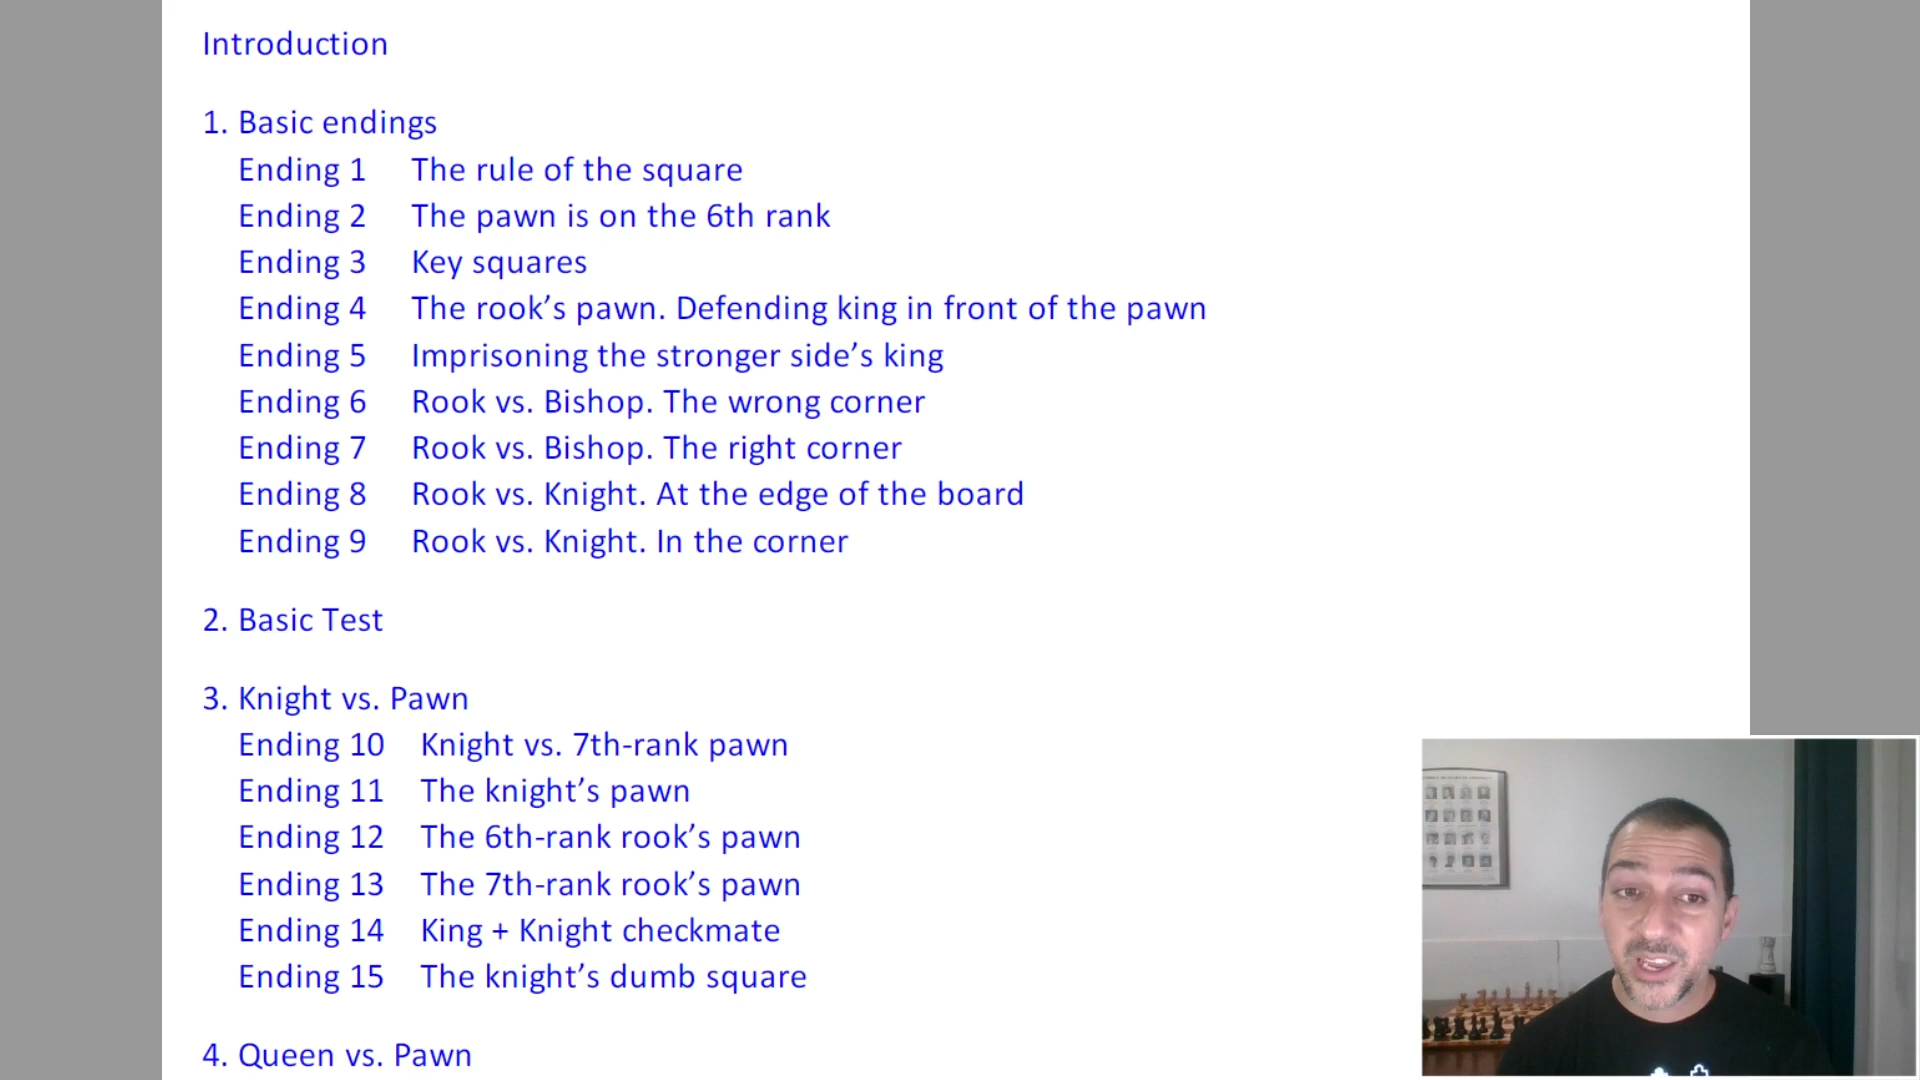 Introduction
1. Basic endings
Ending 1 The rule of the square
Ending 2 The pawn is on the 6th rank
Ending 3 Key squares
Ending 4 The rook’s pawn. Defending king in front of the pawn
Ending 5 Imprisoning the stronger side’s king
Ending 6 Rook vs. Bishop. The wrong corner
Ending 7 Rook vs. Bishop. The right corner
Ending 8 Rook vs. Knight. At the edge of the board
Ending 9 Rook vs. Knight. In the corner
2. Basic Test
3. Knight vs. Pawn
Ending 10 Knight vs. 7th-rank pawn
Ending 11 The knight’s pawn
Ending 12 The 6th-rank rook’s pawn
Ending 13 The 7th-rank rook’s pawn
Ending 14 King + Knight checkmate
Ending 15 The knight’s dumb square
4. Queen vs. Pawn